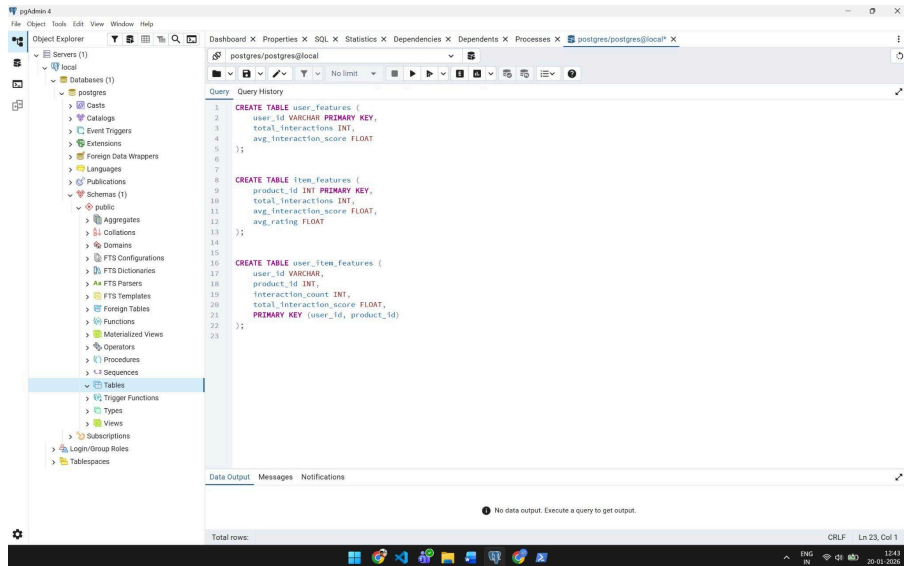 pgAdmin 4
File Object Tools Edit View Window Help
Object Explorer
Dashboard X Properties X SQL X Statistics X Dependencies X Dependents X Processes X postgres/postgres@local* X
Servers (1)
local
Databases (1)
postgres
Casts
Catalogs
Event Triggers
Extensions
Foreign Data Wrappers
Languages
Publications
Schemas (1)
public
Aggregates
Collations
Domains
FTS Configurations
FTS Dictionaries
Aa FTS Parsers
FTS Templates
Foreign Tables
Functions
Materialized Views
Operators
Procedures
1..3 Sequences
Tables
Trigger Functions
Types
Views
Subscriptions
Login/Group Roles
Tablespaces
postgres/postgres@local
No limit
Query Query History
1 CREATE TABLE user_features (
2 user_id VARCHAR PRIMARY KEY,
3 total_interactions INT,
4 avg_interaction_score FLOAT
5 );
6
7
8 CREATE TABLE item_features (
9 product_id INT PRIMARY KEY,
10 total_interactions INT,
11 avg_interaction_score FLOAT,
12 avg_rating FLOAT
13 );
14
15
16 CREATE TABLE user_item_features (
17 user_id VARCHAR,
18 product_id INT,
19 interaction_count INT,
20 total_interaction_score FLOAT,
21 PRIMARY KEY (user_id, product_id)
22 );
23
Data Output Messages Notifications
No data output. Execute a query to get output.
Total rows:
CRLF Ln 23, Col 1
ENG
IN
12:43
20-01-2026